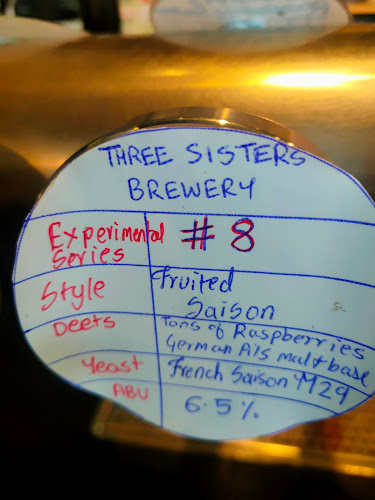 THREE SISTERS
BREWERY
Experimental # 8
Series
Style Fruited
Saison
Deets Tons of Raspberries
German Pils malt base
Yeast French Saison M29
ABV 6.5%